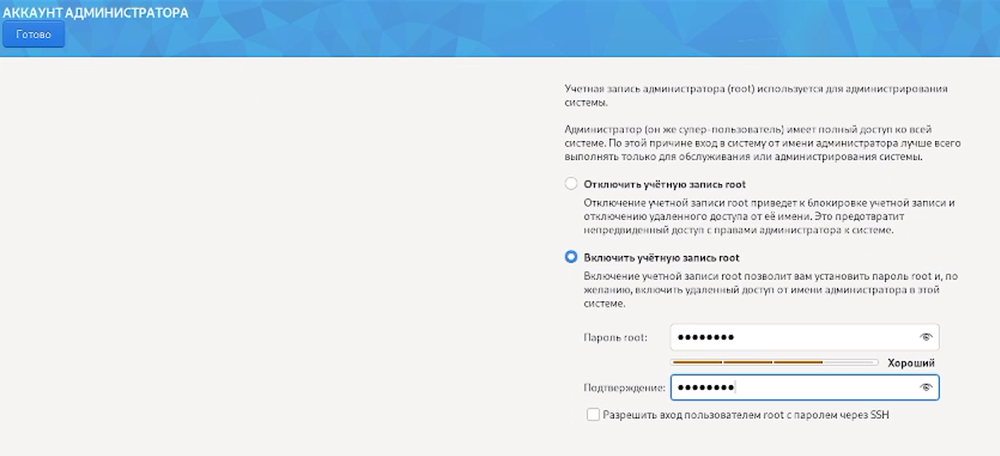 АККАУНТ АДМИНИСТРАТОРА
Готово
Учетная запись администратора (root) используется для администрирования
системы.
Администратор (он же супер-пользователь) имеет полный доступ ко всей
системе. По этой причине вход в систему от имени администратора лучше всего
выполнять только для обслуживания или администрирования системы.
Отключить учётную запись root
Отключение учетной записи root приведет к блокировке учетной записи и
отключению удаленного доступа от её имени. Это предотвратит
непредвиденный доступ с правами администратора к системе.
Включить учётную запись root
Включение учетной записи root позволит вам установить пароль root и, по
желанию, включить удаленный доступ от имени администратора в этой
системе.
Пароль root: ●●●●●●●●
Хороший
Подтверждение: ●●●●●●●●
Разрешить вход пользователем root с паролем через SSH